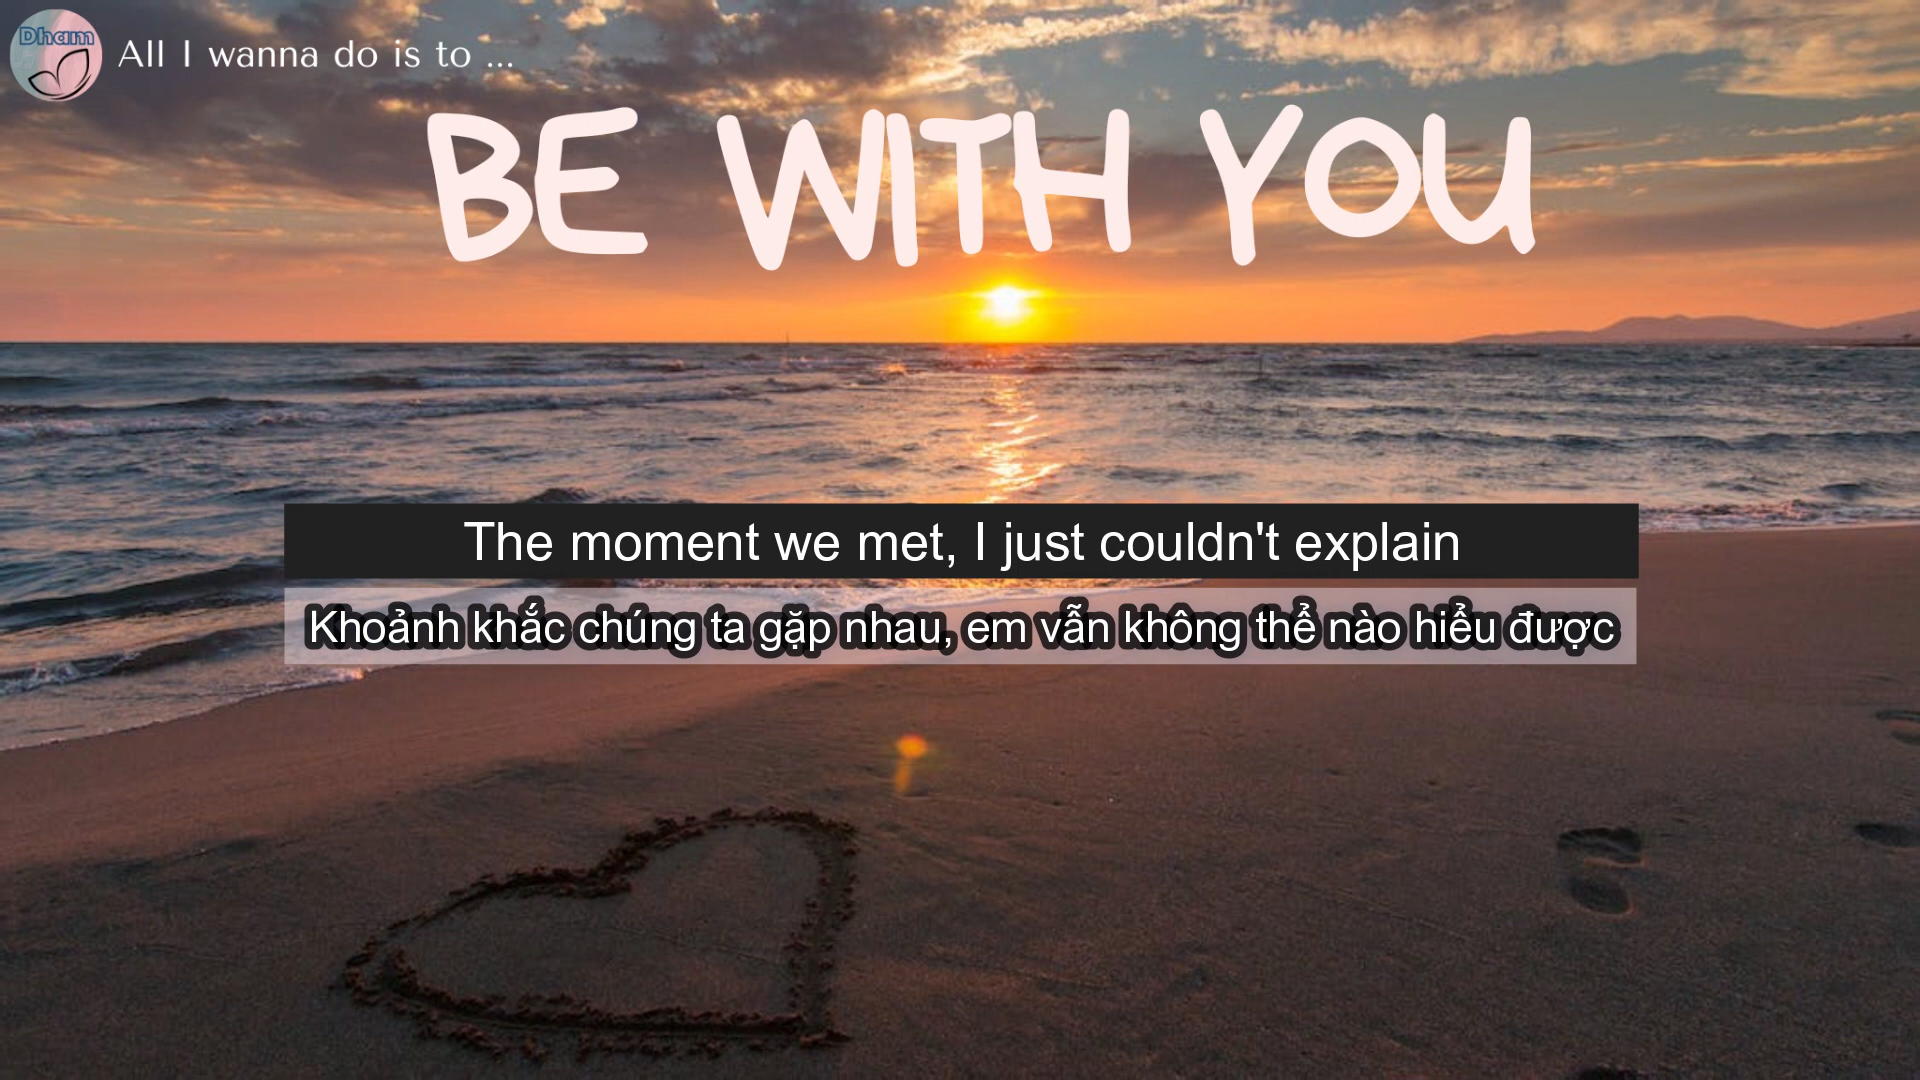 Dham
All I wanna do is to ...
BE WITH YOU
The moment we met, I just couldn't explain
Khoảnh khắc chúng ta gặp nhau, em vẫn không thể nào hiểu được